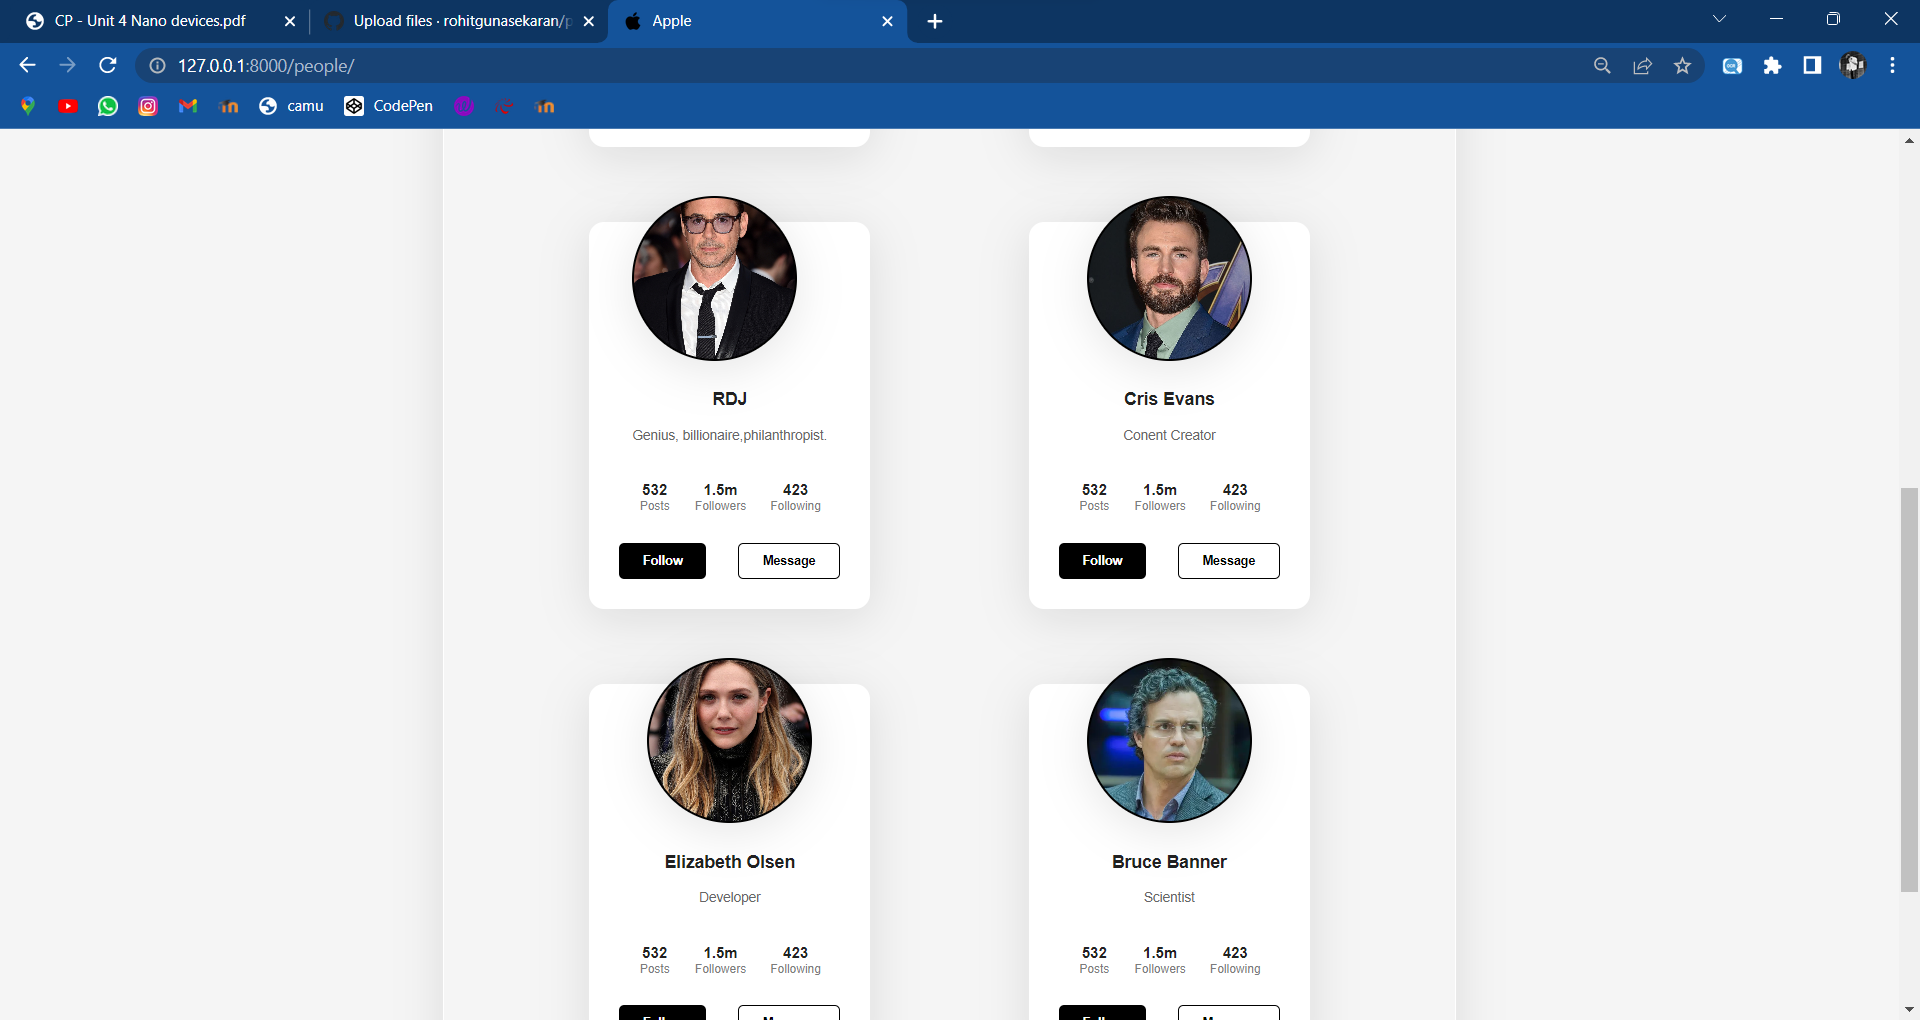 CP - Unit 4 Nano devices.pdf
Upload files · rohitgunasekaran/p
Apple
127.0.0.1:8000/people/
camu
CodePen
RDJ
Genius, billionaire,philanthropist.
532 1.5m 423
Posts Followers Following
Follow Message
Cris Evans
Conent Creator
532 1.5m 423
Posts Followers Following
Follow Message
Elizabeth Olsen
Developer
532 1.5m 423
Posts Followers Following
Bruce Banner
Scientist
532 1.5m 423
Posts Followers Following